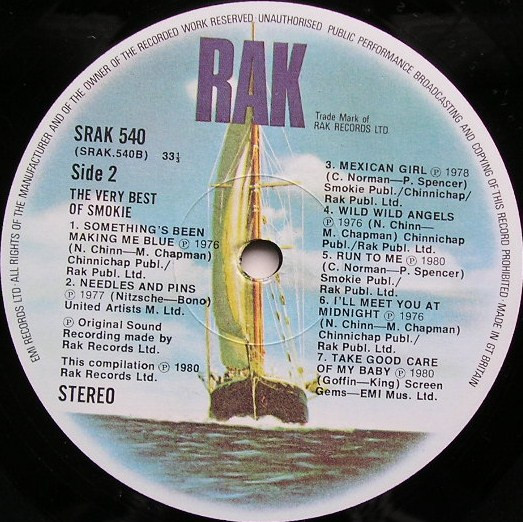 EMI RECORDS LTD ALL RIGHTS OF THE MANUFACTURER AND OF THE OWNER OF THE RECORDED WORK RESERVED UNAUTHORISED PUBLIC PERFORMANCE BROADCASTING AND COPYING OF THIS RECORD PROHIBITED MADE IN GT BRITAIN
RAK
Trade Mark of
RAK RECORDS LTD.
SRAK 540
(SRAK.540B) 33⅓
Side 2
THE VERY BEST
OF SMOKIE
1. SOMETHING'S BEEN
MAKING ME BLUE ℗ 1976
(N. Chinn—M. Chapman)
Chinnichap Publ./
Rak Publ. Ltd.
2. NEEDLES AND PINS
℗ 1977 (Nitzsche—Bono)
United Artists M. Ltd.
℗ Original Sound
Recording made by
Rak Records Ltd.
This compilation ℗ 1980
Rak Records Ltd.
STEREO
3. MEXICAN GIRL ℗ 1978
(C. Norman—P. Spencer)
Smokie Publ./Chinnichap/
Rak Publ. Ltd.
4. WILD WILD ANGELS
℗ 1976 (N. Chinn—
M. Chapman) Chinnichap
Publ./Rak Publ. Ltd.
5. RUN TO ME ℗ 1980
(C. Norman—P. Spencer)
Smokie Publ./
Rak Publ. Ltd.
6. I'LL MEET YOU AT
MIDNIGHT ℗ 1976
(N. Chinn—M. Chapman)
Chinnichap Publ./
Rak Publ. Ltd.
7. TAKE GOOD CARE
OF MY BABY ℗ 1980
(Goffin—King) Screen
Gems—EMI Mus. Ltd.